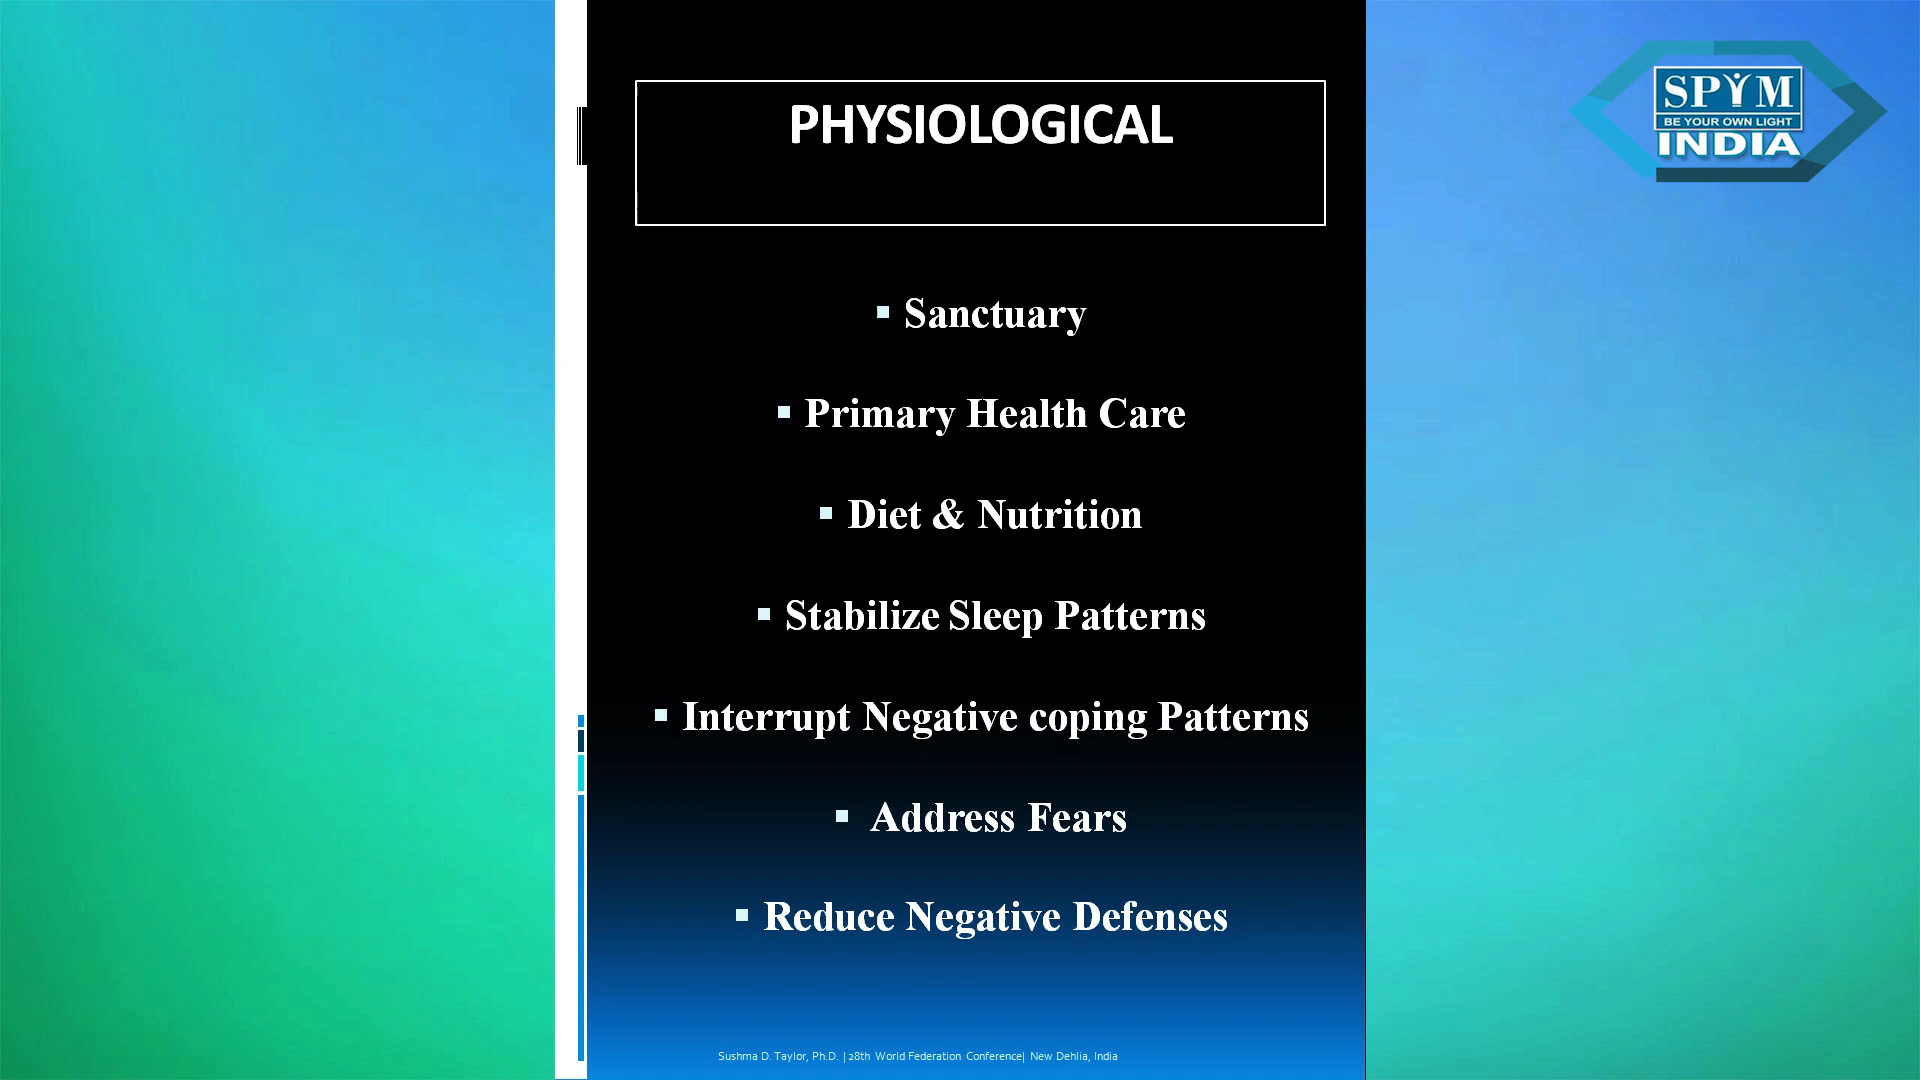 PHYSIOLOGICAL
SPYM
BE YOUR OWN LIGHT
INDIA
▪ Sanctuary
▪ Primary Health Care
▪ Diet & Nutrition
▪ Stabilize Sleep Patterns
▪ Interrupt Negative coping Patterns
▪ Address Fears
▪ Reduce Negative Defenses
Sushma D. Taylor, Ph.D. | 28th World Federation Conference| New Dehlia, India